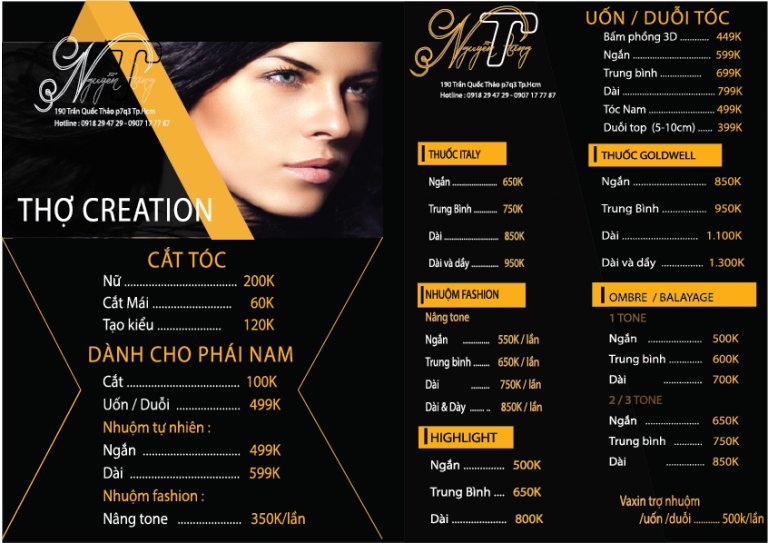 Nguyễn Hăng
190 Trần Quốc Thảo p7q3 Tp.Hcm
Hotline : 0918 29 47 29 - 0907 17 77 87
THỢ CREATION
CẮT TÓC
Nữ ........................................ 200K
Cắt Mái ........................... 60K
Tạo kiểu ...................... 120K
DÀNH CHO PHÁI NAM
Cắt ........................................ 100K
Uốn / Duỗi ...................... 499K
Nhuộm tự nhiên :
Ngắn .................................. 499K
Dài ...................................... 599K
Nhuộm fashion :
Nâng tone ...................... 350K/lần
Nguyễn Hăng
190 Trần Quốc Thảo p7q3 Tp.Hcm
Hotline : 0918 29 47 29 - 0907 17 77 87
UỐN / DUỖI TÓC
Bấm phồng 3D ............ 449K
Ngắn ................................ 599K
Trung bình ................. 699K
Dài .................................... 799K
Tóc Nam ........................ 499K
Duỗi top (5-10cm) ...... 399K
THUỐC ITALY
Ngắn ...................... 650K
Trung Bình ........... 750K
Dài ........................... 850K
Dài và dầy ............ 950K
THUỐC GOLDWELL
Ngắn .......................... 850K
Trung Bình ................ 950K
Dài ........................... 1.100K
Dài và dầy ............... 1.300K
NHUỘM FASHION
Nâng tone
Ngắn ............. 550K / lần
Trung bình ....... 650K / lần
Dài ........ 750K / lần
Dài & Dày ....... .. 850K / lần
OMBRE / BALAYAGE
1 TONE
Ngắn .................. 500K
Trung bình ........... 600K
Dài ............. 700K
2 / 3 TONE
Ngắn .................... 650K
Trung bình .......... 750K
Dài ............. 850K
HIGHLIGHT
Ngắn ................ 500K
Trung Bình .... 650K
Dài ...................... 800K
Vaxin trợ nhuộm
/uốn /duỗi ........... 500k/lần